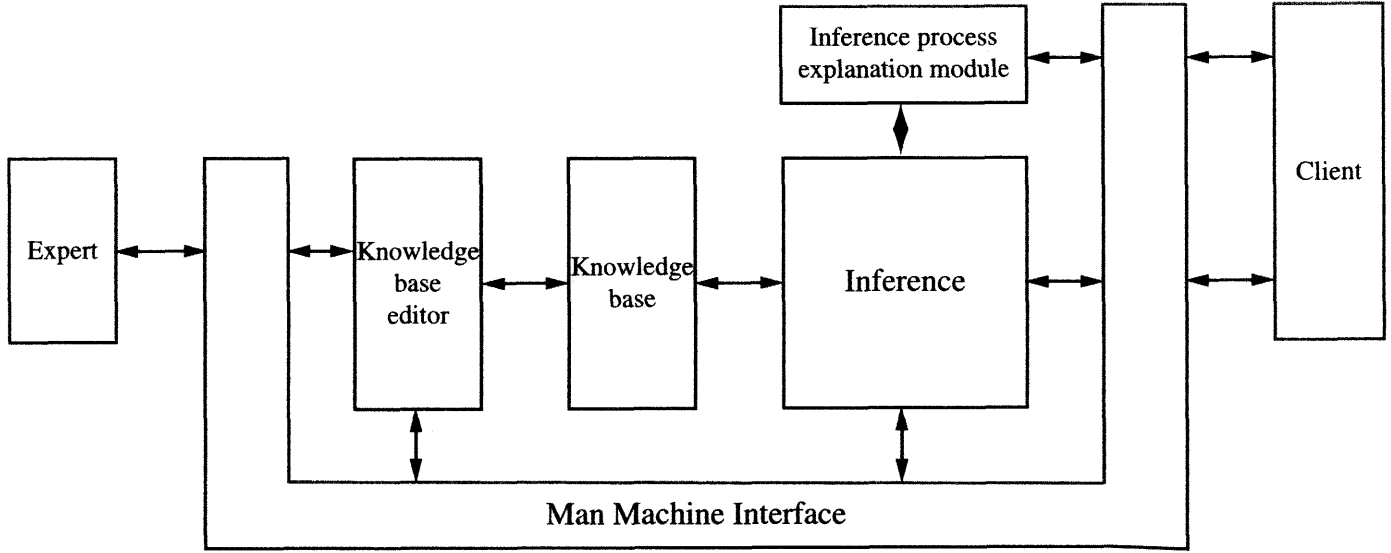 Inference process
explanation module
Client
Expert
Knowledge
base
editor
Knowledge
base
Inference
Man Machine Interface